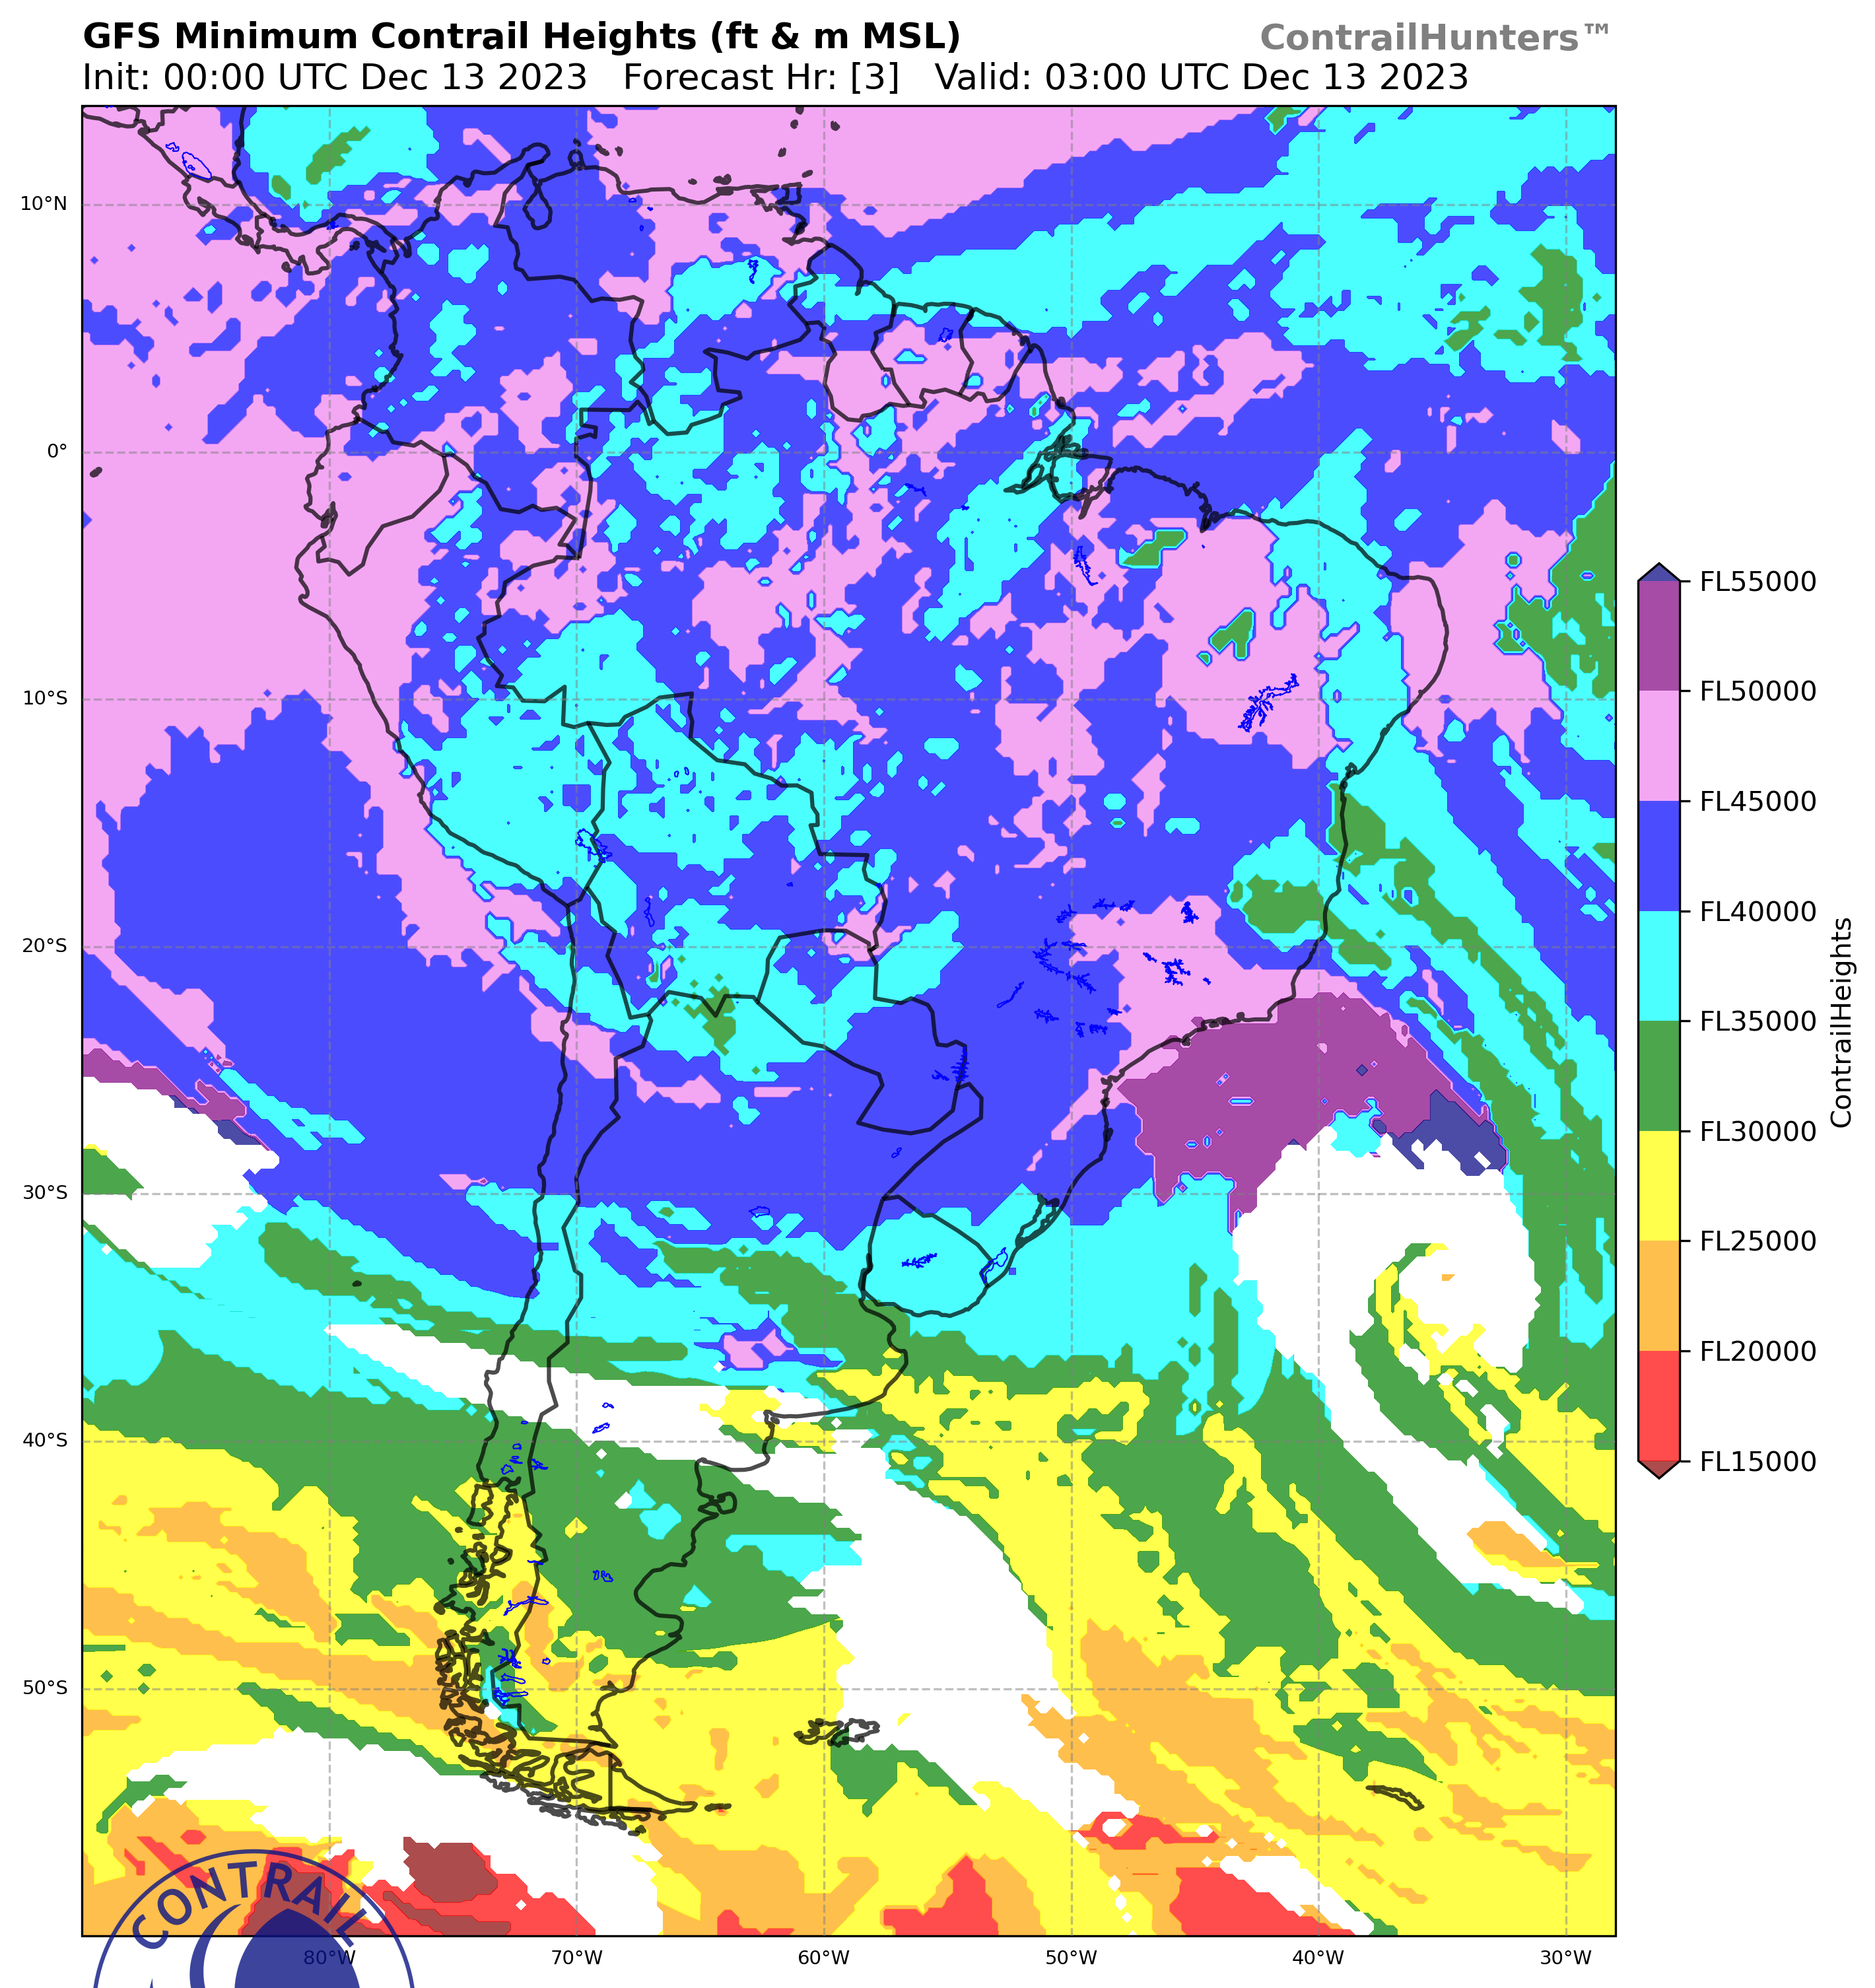 GFS Minimum Contrail Heights (ft & m MSL)
ContrailHunters™
Init: 00:00 UTC Dec 13 2023 Forecast Hr: [3] Valid: 03:00 UTC Dec 13 2023
10°N
0°
10°S
20°S
30°S
40°S
50°S
80°W
70°W
60°W
50°W
40°W
30°W
FL55000
FL50000
FL45000
FL40000
FL35000
FL30000
FL25000
FL20000
FL15000
ContrailHeights
CONTRAIL